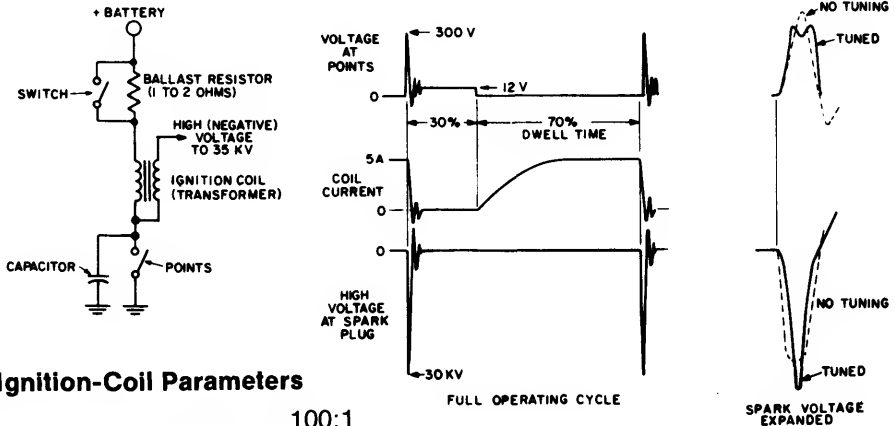 + BATTERY
SWITCH
BALLAST RESISTOR
(1 TO 2 OHMS)
HIGH (NEGATIVE)
VOLTAGE
TO 35 KV
IGNITION COIL
(TRANSFORMER)
CAPACITOR
POINTS
Ignition-Coil Parameters
100:1
VOLTAGE
AT
POINTS
300 V
12 V
0
30%
70%
DWELL TIME
5A
COIL
CURRENT
0
0
HIGH
VOLTAGE
AT SPARK
PLUG
-30 KV
FULL OPERATING CYCLE
NO TUNING
TUNED
NO TUNING
TUNED
SPARK VOLTAGE
EXPANDED